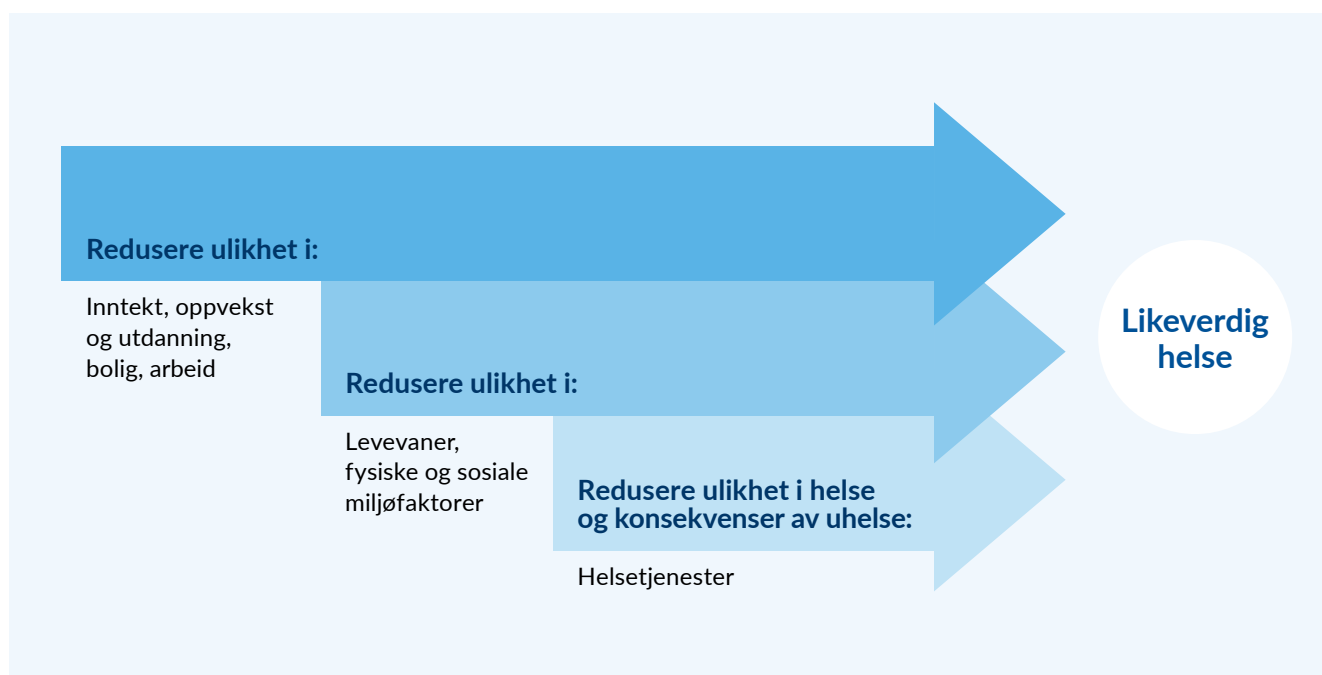 Redusere ulikhet i:
Inntekt, oppvekst
og utdanning,
bolig, arbeid
Redusere ulikhet i:
Levevaner,
fysiske og sosiale
miljøfaktorer
Redusere ulikhet i helse
og konsekvenser av uhelse:
Helsetjenester
Likeverdig
helse